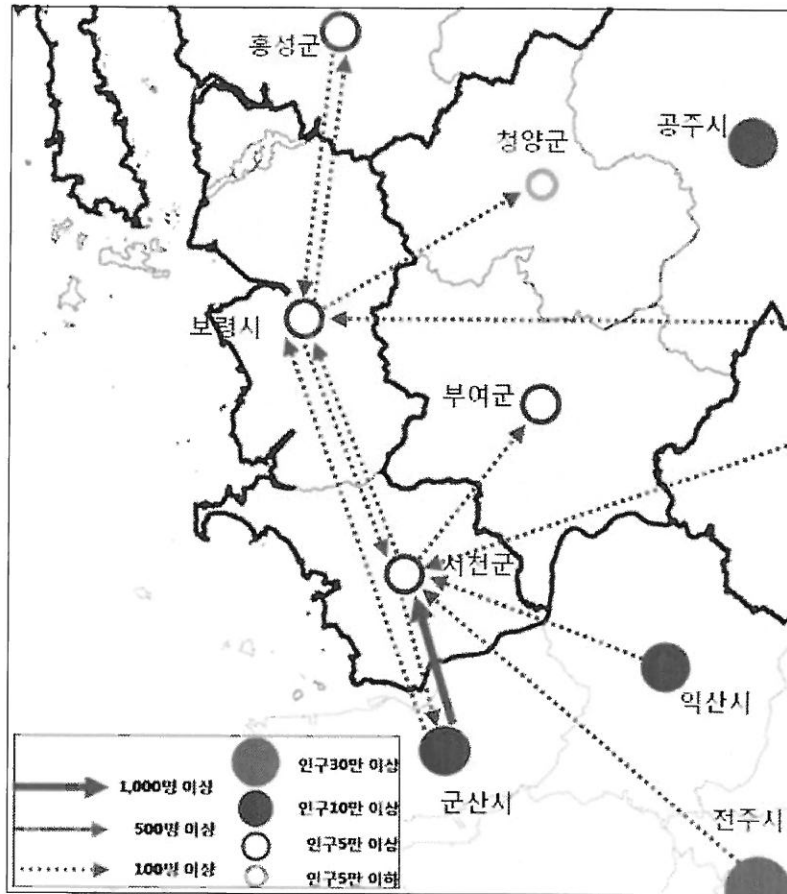 홍성군
청양군
공주시
보령시
부여군
서천군
익산시
군산시
전주시
1,000명 이상
500명 이상
100명 이상
인구30만 이상
인구10만 이상
인구5만 이상
인구5만 이하